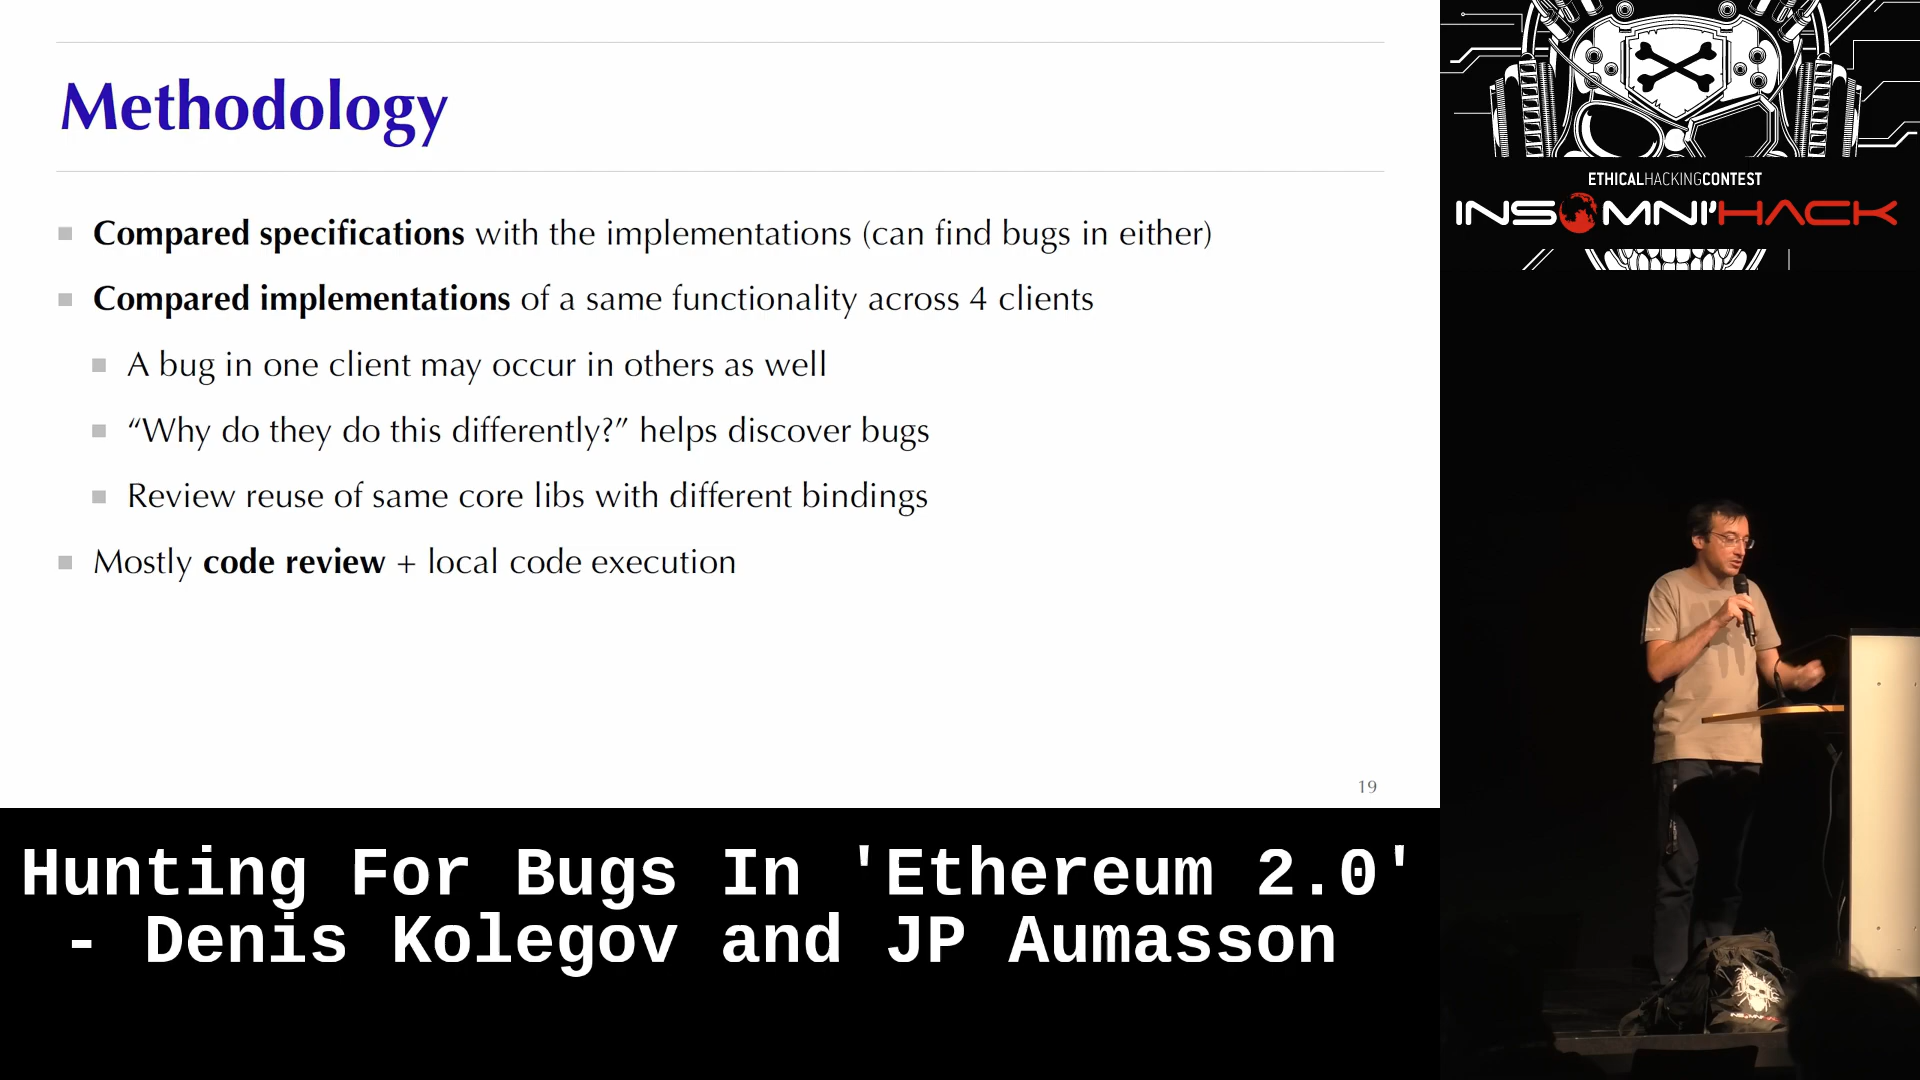 Methodology
Compared specifications with the implementations (can find bugs in either)
Compared implementations of a same functionality across 4 clients
A bug in one client may occur in others as well
“Why do they do this differently?” helps discover bugs
Review reuse of same core libs with different bindings
Mostly code review + local code execution
19
Hunting For Bugs In 'Ethereum 2.0'
- Denis Kolegov and JP Aumasson
ETHICALHACKINGCONTEST
INSOMNI'HACK